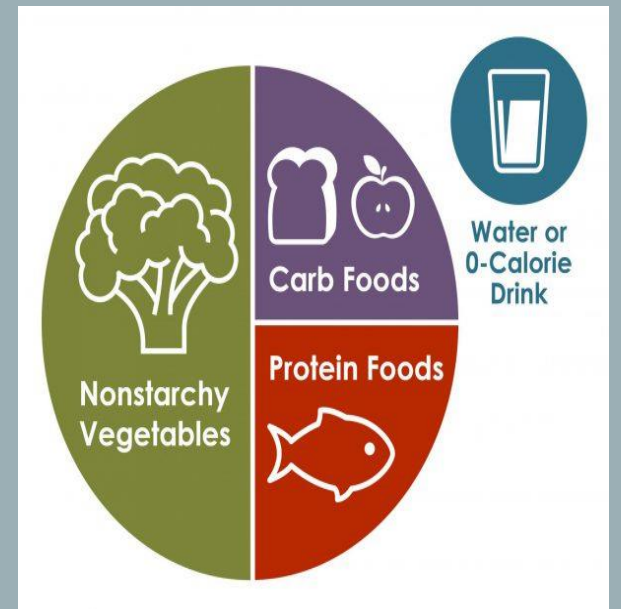 Nonstarchy
Vegetables
Carb Foods
Protein Foods
Water or
0-Calorie
Drink